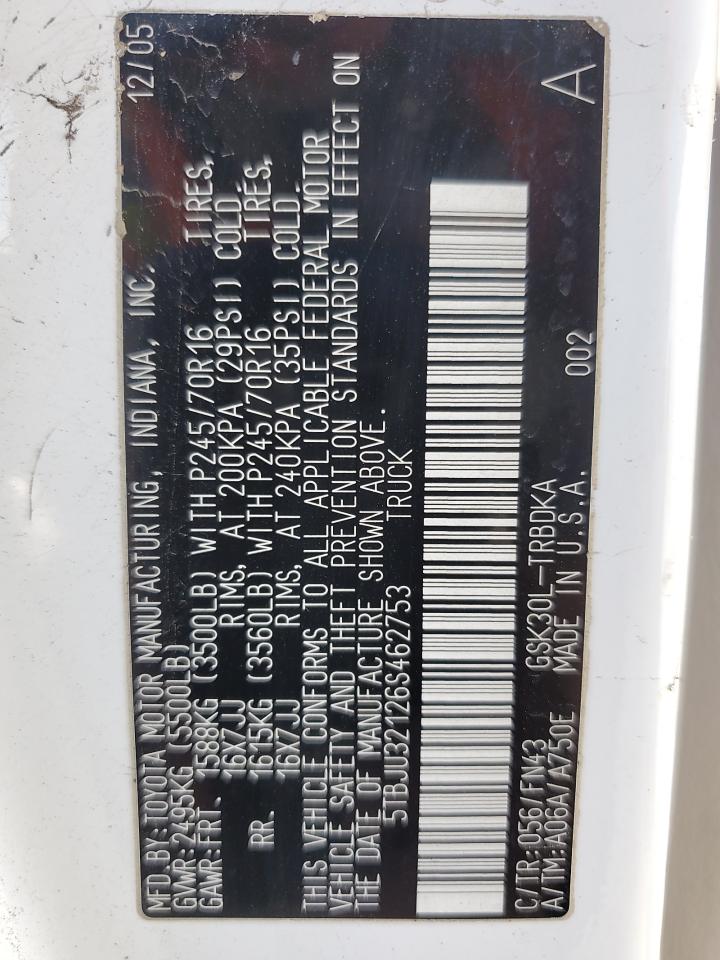 MFD BY: TOYOTA MOTOR MANUFACTURING, INDIANA, INC. 12/05
GVWR 2495KG (5500LB)
GAWR FRT. 1588KG (3500LB) WITH P245/70R16 TIRES,
16X7JJ RIMS, AT 200KPA (29PSI) COLD.
RR. 1615KG (3560LB) WITH P245/70R16 TIRES,
16X7JJ RIMS, AT 240KPA (35PSI) COLD.
THIS VEHICLE CONFORMS TO ALL APPLICABLE FEDERAL MOTOR
VEHICLE SAFETY AND THEFT PREVENTION STANDARDS IN EFFECT ON
THE DATE OF MANUFACTURE SHOWN ABOVE.
5TBJU32126S462753 TRUCK
C/TR: 056/FN43 GSK30L-TRBDKA
A/TM: A06A/A750E MADE IN U.S.A. 002 A